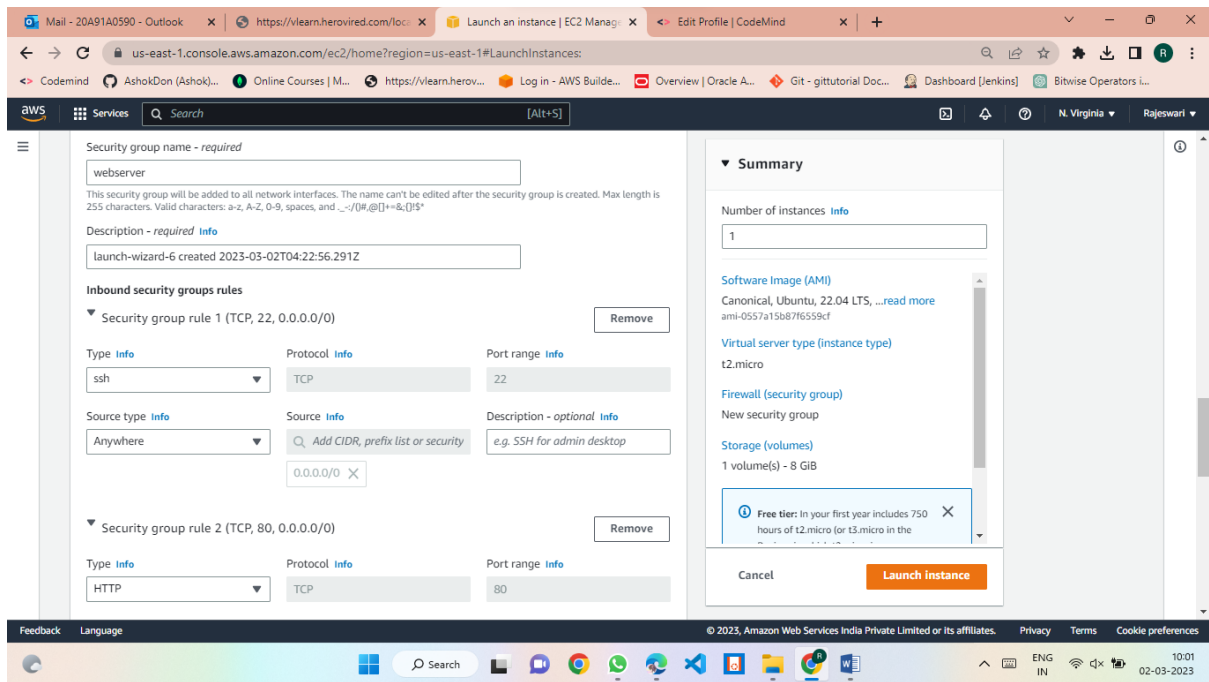 Mail - 20A91A0590 - Outlook
https://vlearn.herovired.com/loca
Launch an instance | EC2 Manage
Edit Profile | CodeMind
us-east-1.console.aws.amazon.com/ec2/home?region=us-east-1#LaunchInstances:
R
Codemind
AshokDon (Ashok)...
Online Courses | M...
https://vlearn.herov...
Log in - AWS Builde...
Overview | Oracle A...
Git - gittutorial Doc...
Dashboard [Jenkins]
Bitwise Operators i...
aws
Services
Search
[Alt+S]
N. Virginia
Rajeswari
Security group name - required
webserver
This security group will be added to all network interfaces. The name can't be edited after the security group is created. Max length is
255 characters. Valid characters: a-z, A-Z, 0-9, spaces, and ._-:/()#,@[]+=&;{}!$*
Description - required Info
launch-wizard-6 created 2023-03-02T04:22:56.291Z
Inbound security groups rules
Security group rule 1 (TCP, 22, 0.0.0.0/0)
Remove
Type Info
Protocol Info
Port range Info
ssh
TCP
22
Source type Info
Source Info
Description - optional Info
Anywhere
Add CIDR, prefix list or security
e.g. SSH for admin desktop
0.0.0.0/0
Security group rule 2 (TCP, 80, 0.0.0.0/0)
Remove
Type Info
Protocol Info
Port range Info
HTTP
TCP
80
Summary
Number of instances Info
1
Software Image (AMI)
Canonical, Ubuntu, 22.04 LTS, ...read more
ami-0557a15b87f6559cf
Virtual server type (instance type)
t2.micro
Firewall (security group)
New security group
Storage (volumes)
1 volume(s) - 8 GiB
Free tier: In your first year includes 750
hours of t2.micro (or t3.micro in the
Cancel
Launch instance
Feedback
Language
© 2023, Amazon Web Services India Private Limited or its affiliates.
Privacy
Terms
Cookie preferences
Search
ENG
IN
10:01
02-03-2023